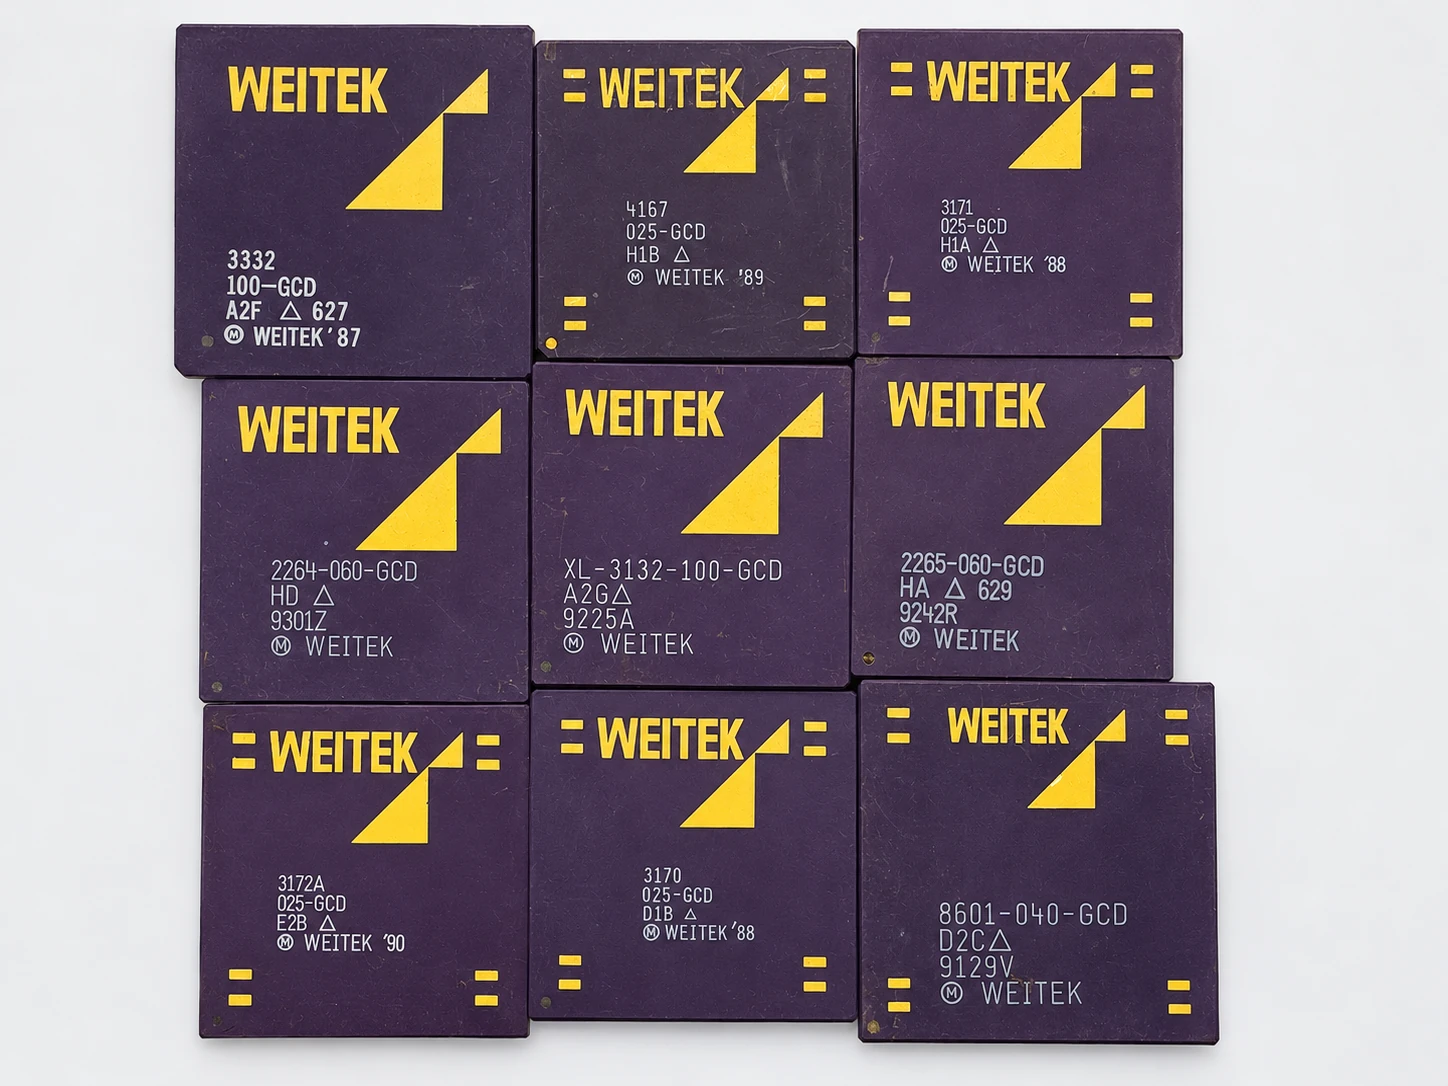 WEITEK
3332
100-GCD
A2F △ 627
Ⓜ WEITEK '87
WEITEK
4167
025-GCD
H1B △
Ⓜ WEITEK '89
WEITEK
3171
025-GCD
H1A △
Ⓜ WEITEK '88
WEITEK
2264-060-GCD
HD △
9301Z
Ⓜ WEITEK
WEITEK
XL-3132-100-GCD
A2G△
9225A
Ⓜ WEITEK
WEITEK
2265-060-GCD
HA △ 629
9242R
Ⓜ WEITEK
WEITEK
3172A
025-GCD
E2B △
Ⓜ WEITEK '90
WEITEK
3170
025-GCD
D1B △
Ⓜ WEITEK '88
WEITEK
8601-040-GCD
D2C△
9129V
Ⓜ WEITEK